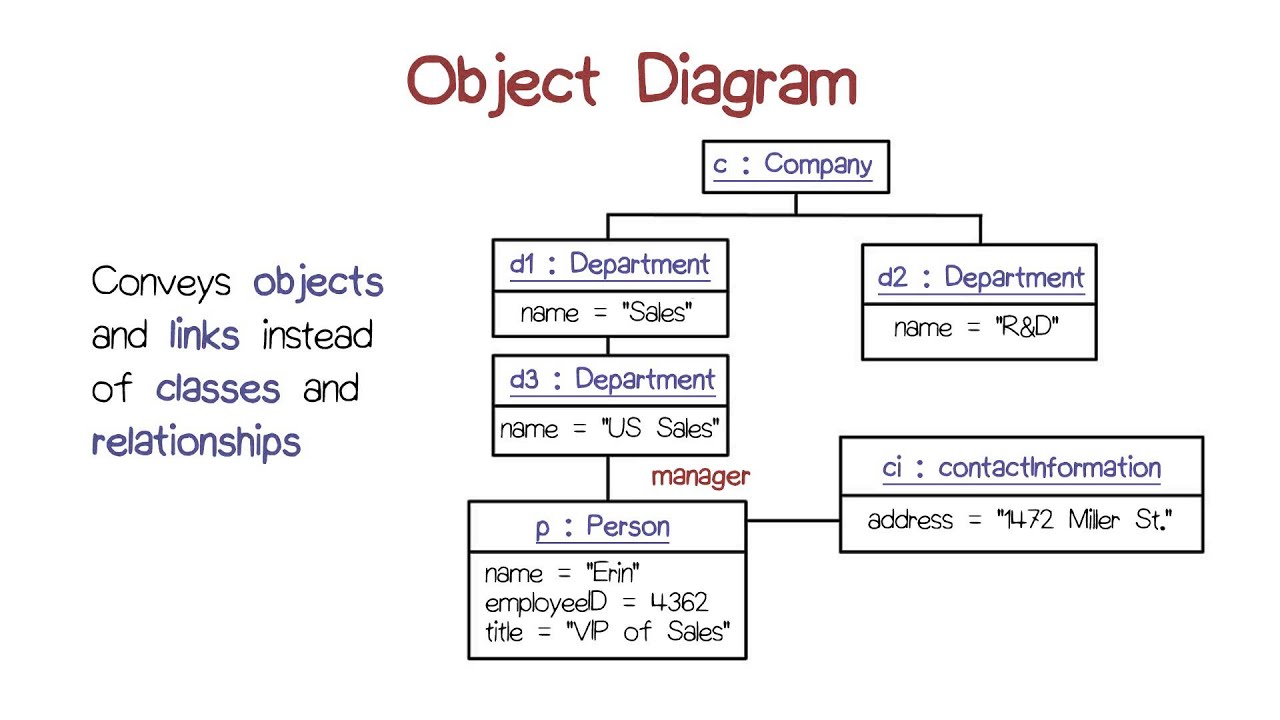 Object Diagram
Conveys objects
and links instead
of classes and
relationships
c : Company
d1 : Department
name = "Sales"
d2 : Department
name = "R&D"
d3 : Department
name = "US Sales"
manager
p : Person
name = "Erin"
employeeID = 4362
title = "VIP of Sales"
ci : contactInformation
address = "1472 Miller St."